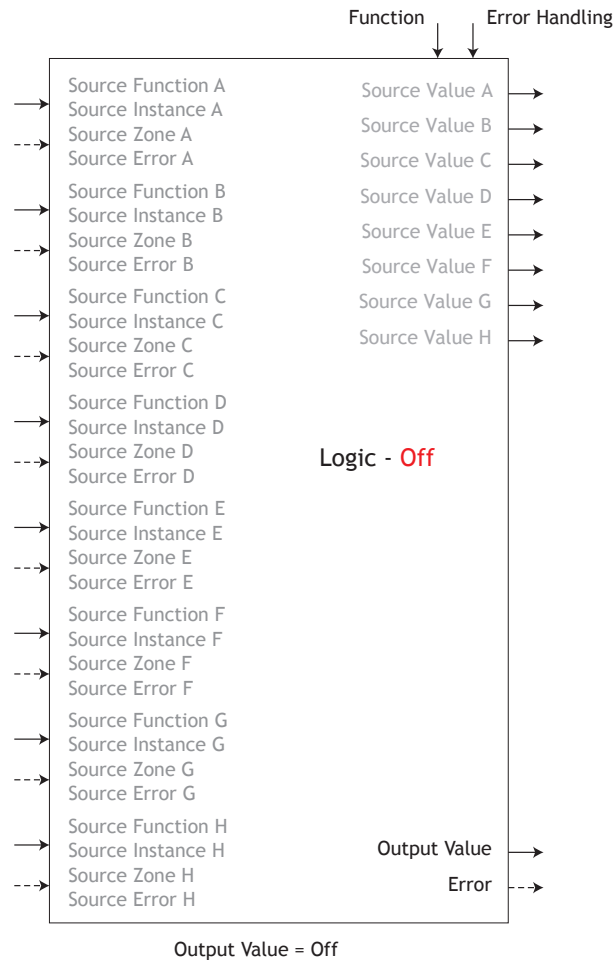 Function
Error Handling
Source Function A
Source Instance A
Source Zone A
Source Error A
Source Function B
Source Instance B
Source Zone B
Source Error B
Source Function C
Source Instance C
Source Zone C
Source Error C
Source Function D
Source Instance D
Source Zone D
Source Error D
Source Function E
Source Instance E
Source Zone E
Source Error E
Source Function F
Source Instance F
Source Zone F
Source Error F
Source Function G
Source Instance G
Source Zone G
Source Error G
Source Function H
Source Instance H
Source Zone H
Source Error H
Source Value A
Source Value B
Source Value C
Source Value D
Source Value E
Source Value F
Source Value G
Source Value H
Logic - Off
Output Value
Error
Output Value = Off